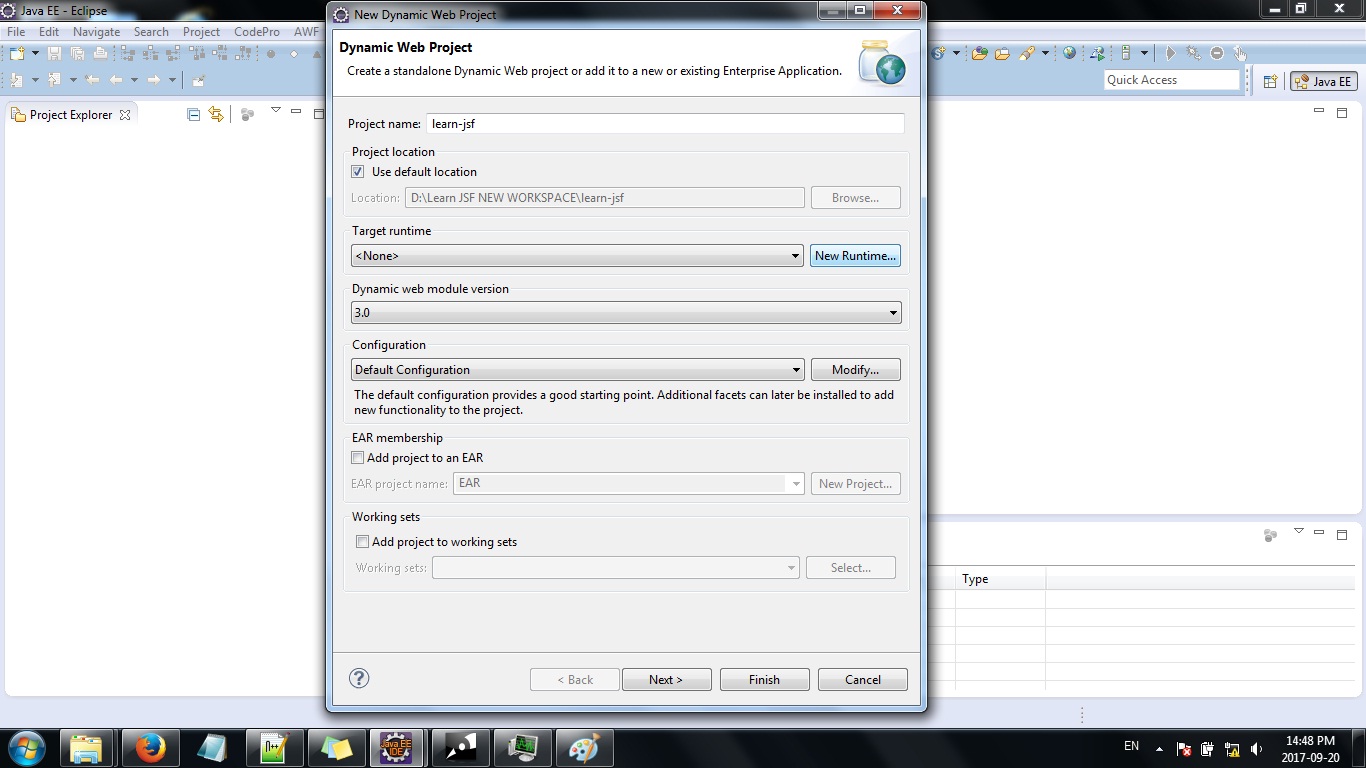 Java EE - Eclipse
File Edit Navigate Search Project CodePro AWF
Quick Access
Java EE
Project Explorer
New Dynamic Web Project
Dynamic Web Project
Create a standalone Dynamic Web project or add it to a new or existing Enterprise Application.
Project name: learn-jsf
Project location
Use default location
Location: D:\Learn JSF NEW WORKSPACE\learn-jsf Browse...
Target runtime
<None> New Runtime...
Dynamic web module version
3.0
Configuration
Default Configuration Modify...
The default configuration provides a good starting point. Additional facets can later be installed to add
new functionality to the project.
EAR membership
Add project to an EAR
EAR project name: EAR New Project...
Working sets
Add project to working sets
Working sets: Select...
Type
? < Back Next > Finish Cancel
Java EE
IDE
EN
14:48 PM
2017-09-20